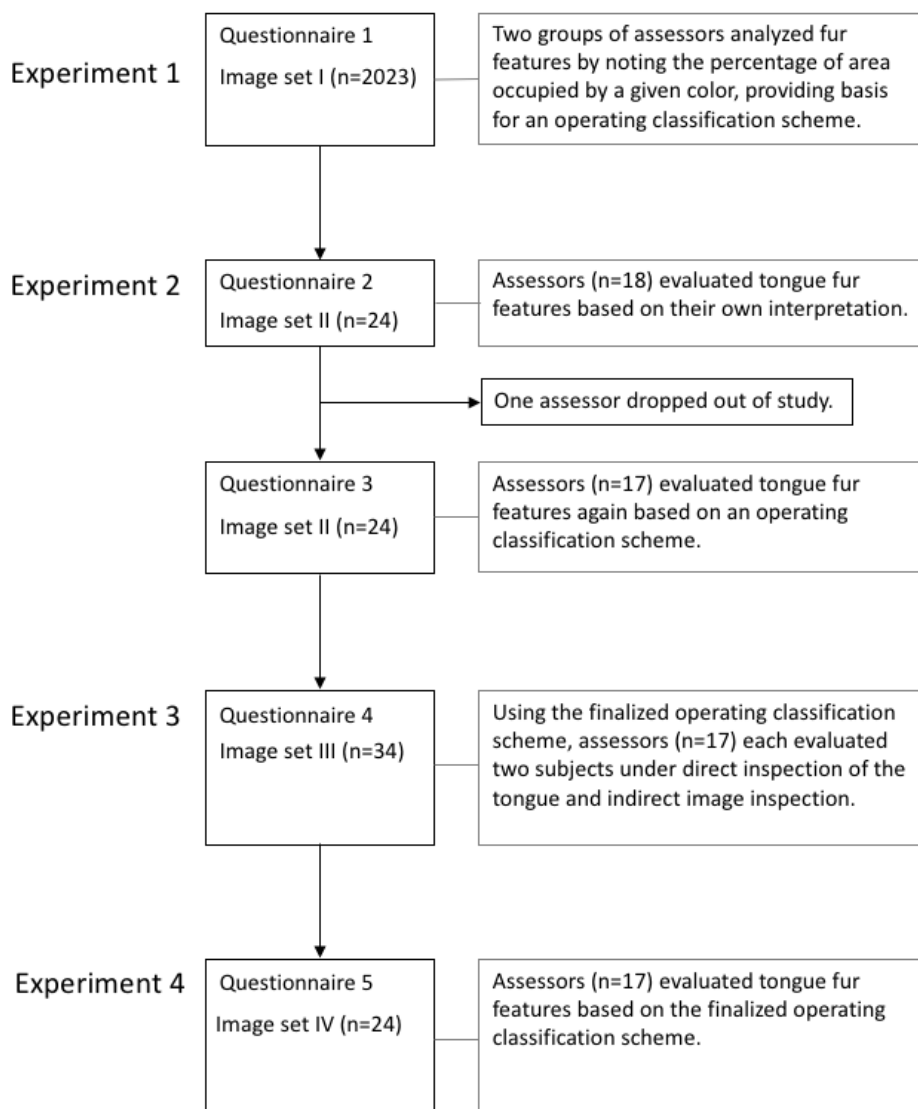 Experiment 1
Questionnaire 1
Image set I (n=2023)
Two groups of assessors analyzed fur
features by noting the percentage of area
occupied by a given color, providing basis
for an operating classification scheme.
Experiment 2
Questionnaire 2
Image set II (n=24)
Assessors (n=18) evaluated tongue fur
features based on their own interpretation.
One assessor dropped out of study.
Questionnaire 3
Image set II (n=24)
Assessors (n=17) evaluated tongue fur
features again based on an operating
classification scheme.
Experiment 3
Questionnaire 4
Image set III (n=34)
Using the finalized operating classification
scheme, assessors (n=17) each evaluated
two subjects under direct inspection of the
tongue and indirect image inspection.
Experiment 4
Questionnaire 5
Image set IV (n=24)
Assessors (n=17) evaluated tongue fur
features based on the finalized operating
classification scheme.